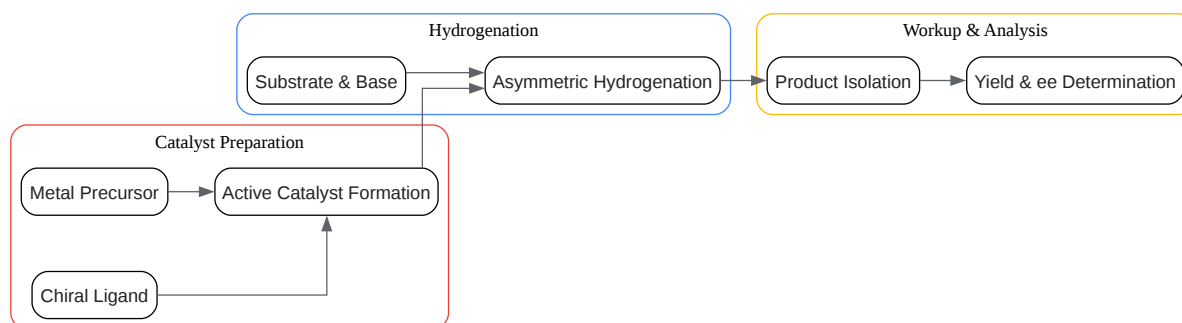 Hydrogenation
Substrate & Base
Asymmetric Hydrogenation
Workup & Analysis
Product Isolation
Yield & ee Determination
Catalyst Preparation
Metal Precursor
Active Catalyst Formation
Chiral Ligand